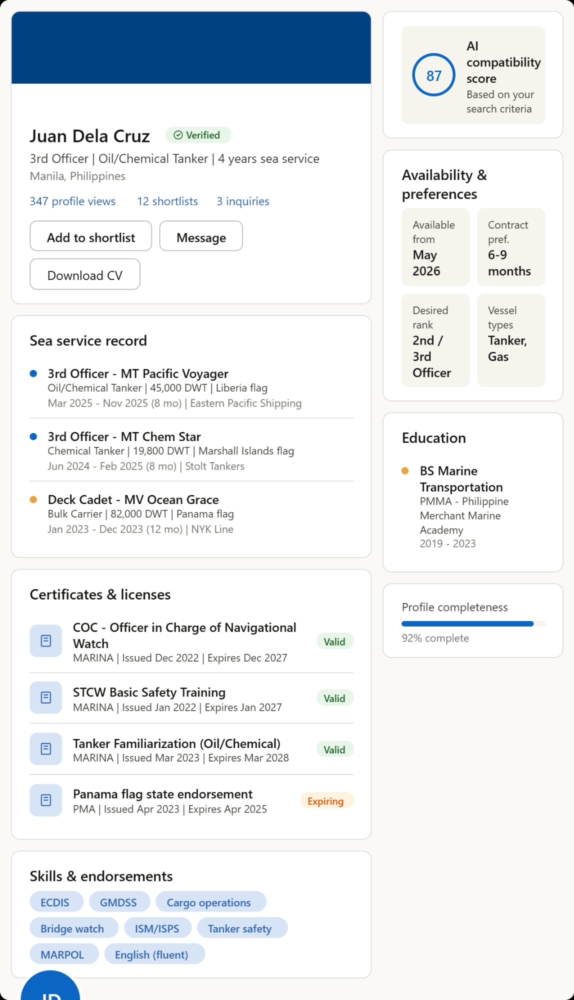 Juan Dela Cruz
Verified
3rd Officer | Oil/Chemical Tanker | 4 years sea service
Manila, Philippines
347 profile views
12 shortlists
3 inquiries
Add to shortlist
Message
Download CV
Sea service record
3rd Officer - MT Pacific Voyager
Oil/Chemical Tanker | 45,000 DWT | Liberia flag
Mar 2025 - Nov 2025 (8 mo) | Eastern Pacific Shipping
3rd Officer - MT Chem Star
Chemical Tanker | 19,800 DWT | Marshall Islands flag
Jun 2024 - Feb 2025 (8 mo) | Stolt Tankers
Deck Cadet - MV Ocean Grace
Bulk Carrier | 82,000 DWT | Panama flag
Jan 2023 - Dec 2023 (12 mo) | NYK Line
Certificates & licenses
COC - Officer in Charge of Navigational
Watch
MARINA | Issued Dec 2022 | Expires Dec 2027
Valid
STCW Basic Safety Training
MARINA | Issued Jan 2022 | Expires Jan 2027
Valid
Tanker Familiarization (Oil/Chemical)
MARINA | Issued Mar 2023 | Expires Mar 2028
Valid
Panama flag state endorsement
PMA | Issued Apr 2023 | Expires Apr 2025
Expiring
Skills & endorsements
ECDIS
GMDSS
Cargo operations
Bridge watch
ISM/ISPS
Tanker safety
MARPOL
English (fluent)
JD
87
AI
compatibility
score
Based on your
search criteria
Availability &
preferences
Available
from
May
2026
Contract
pref.
6-9
months
Desired
rank
2nd /
3rd
Officer
Vessel
types
Tanker,
Gas
Education
BS Marine
Transportation
PMMA - Philippine
Merchant Marine
Academy
2019 - 2023
Profile completeness
92% complete